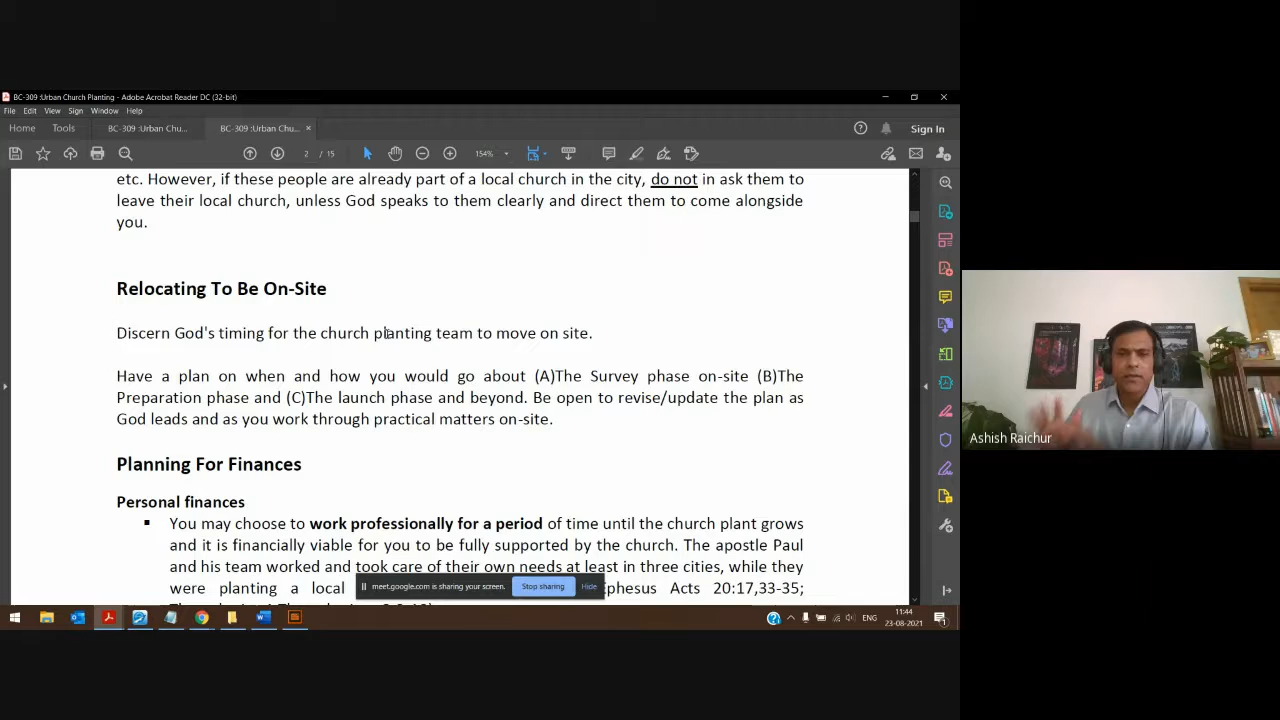 BC-309 :Urban Church Planting - Adobe Acrobat Reader DC (32-bit)
File Edit View Sign Window Help
Home Tools BC-309 :Urban Chu... BC-309 :Urban Chu... × Sign In
2 / 15 154%
etc. However, if these people are already part of a local church in the city, do not in ask them to
leave their local church, unless God speaks to them clearly and direct them to come alongside
you.
Relocating To Be On-Site
Discern God's timing for the church planting team to move on site.
Have a plan on when and how you would go about (A)The Survey phase on-site (B)The
Preparation phase and (C)The launch phase and beyond. Be open to revise/update the plan as
God leads and as you work through practical matters on-site.
Planning For Finances
Personal finances
▪ You may choose to work professionally for a period of time until the church plant grows
and it is financially viable for you to be fully supported by the church. The apostle Paul
and his team worked and took care of their own needs at least in three cities, while they
were planting a local Ephesus Acts 20:17,33-35;
meet.google.com is sharing your screen. Stop sharing Hide
Ashish Raichur
ENG 11:44
23-08-2021